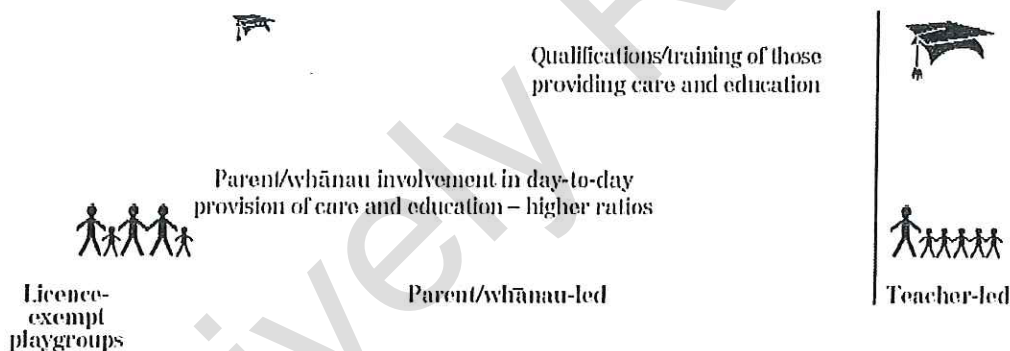 Qualifications/training of those
providing care and education
Parent/whānau involvement in day-to-day
provision of care and education – higher ratios
Licence-
exempt
playgroups
Parent/whānau-led
Teacher-led
ively R